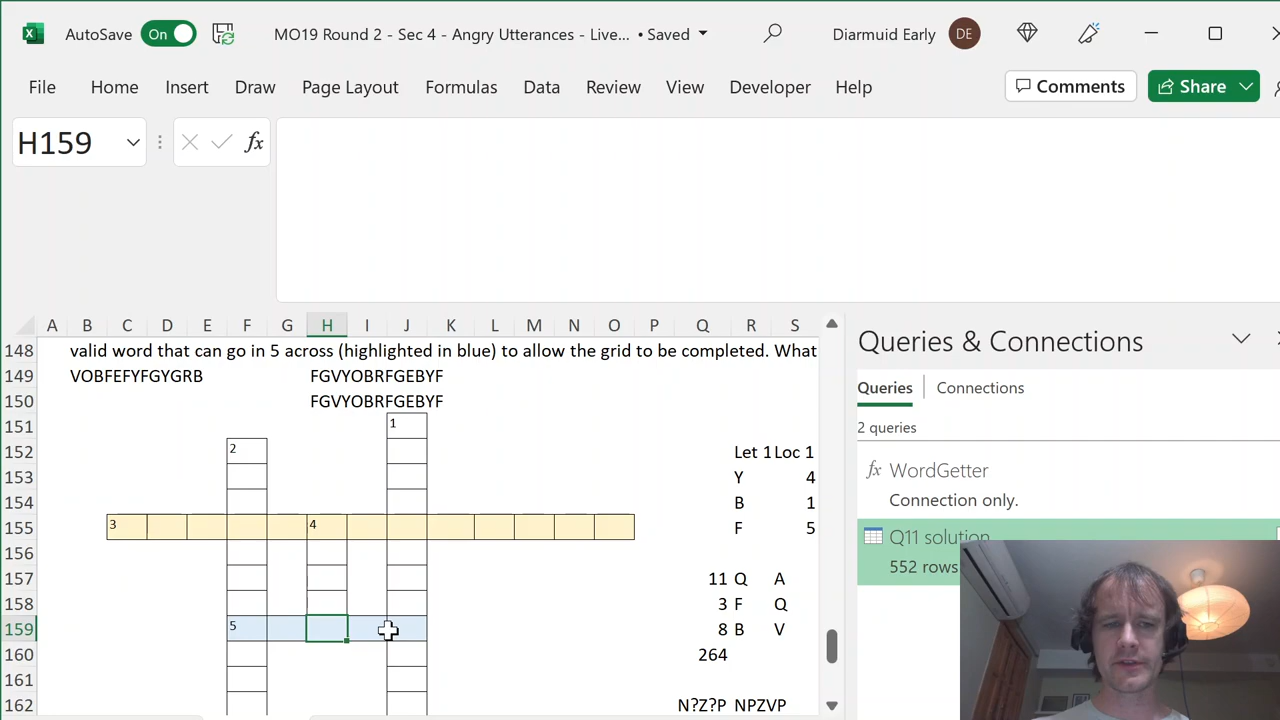 AutoSave On MO19 Round 2 - Sec 4 - Angry Utterances - Live... • Saved Diarmuid Early DE
File Home Insert Draw Page Layout Formulas Data Review View Developer Help Comments Share
H159 fx
Queries & Connections
Queries Connections
2 queries
fx WordGetter
Connection only.
Q11 solution
552 rows
A B C D E F G H I J K L M N O P Q R S
148 valid word that can go in 5 across (highlighted in blue) to allow the grid to be completed. What
149 VOBFEFYFGYGRB FGVYOBRFGEBYF
150 FGVYOBRFGEBYF
151 1
152 2 Let 1 Loc 1
153 Y 4
154 B 1
155 3 4 F 5
156
157 11 Q A
158 3 F Q
159 5 8 B V
160 264
161
162 N?Z?P NPZVP